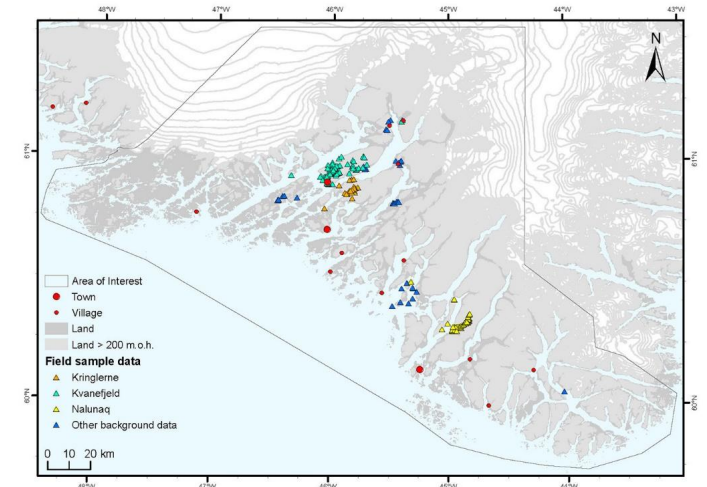 48°W 47°W 46°W 45°W 44°W 43°W
N
61°N 61°N
Area of Interest
Town
Village
Land
Land > 200 m.o.h.
Field sample data
Kringlerne
Kvanefjeld
Nalunaq
Other background data
60°N 60°N
0 10 20 km